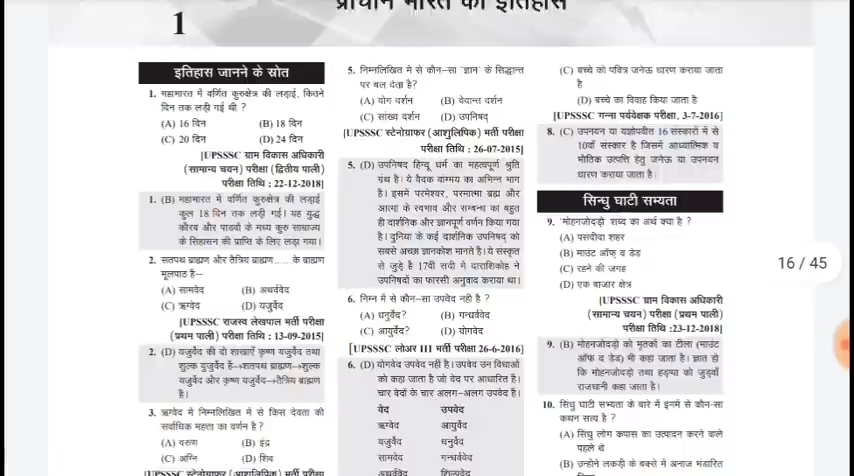 प्राचीन भारत का इतिहास
1
इतिहास जानने के स्रोत
1. महाभारत में वर्णित कुरुक्षेत्र की लड़ाई, कितने
दिन तक लड़ी गई थी ?
(A) 16 दिन (B) 18 दिन
(C) 20 दिन (D) 24 दिन
[UPSSSC ग्राम विकास अधिकारी
(सामान्य चयन) परीक्षा (द्वितीय पाली)
परीक्षा तिथि : 22-12-2018]
1. (B) महाभारत में वर्णित कुरुक्षेत्र की लड़ाई
कुल 18 दिन तक लड़ी गई। यह युद्ध
कौरव और पाडवों के मध्य कुरु साम्राज्य
के सिंहासन की प्राप्ति के लिए लड़ा गया।
2. सतपथ ब्राह्मण और तैत्रिय ब्राह्मण...... के ब्राह्मण
मूलपाठ है—
(A) सामवेद (B) अथर्ववेद
(C) ऋग्वेद (D) यजुर्वेद
[UPSSSC राजस्व लेखपाल भर्ती परीक्षा
(प्रथम पाली) परीक्षा तिथि : 13-09-2015]
2. (D) यजुर्वेद की दो शाखाएँ कृष्ण यजुर्वेद तथा
शुल्क युजुर्वेद हैं-→शतपथ ब्राह्मण-→शुल्क
यजुर्वेद और कृष्ण यजुर्वेद-→तैत्रिय ब्राह्मण
है।
3. ऋग्वेद में निम्नलिखित में से किस देवता की
सर्वाधिक महत्ता का वर्णन है ?
(A) वरुण (B) इंद्र
(C) अग्नि (D) शिव
[UPSSSC स्टेनोग्राफर (आशुलिपिक) भर्ती परीक्षा
5. निम्नलिखित में से कौन-सा 'ज्ञान' के सिद्धान्त
पर बल देता है?
(A) योग दर्शन (B) वेदान्त दर्शन
(C) सांख्य दर्शन (D) उपनिषद्
[UPSSSC स्टेनोग्राफर (आशुलिपिक) भर्ती परीक्षा
परीक्षा तिथि : 26-07-2015]
5. (D) उपनिषद हिन्दू धर्म का महत्वपूर्ण श्रुति
ग्रंथ है। ये वैदक वांग्मय का अभिन्न भाग
है। इसमें परमेश्वर, परमात्मा ब्रह्म और
आत्मा के स्वभाव और सम्बन्ध का बहुत
ही दार्शनिक और ज्ञानपूर्ण वर्णन किया गया
है। दुनिया के कई दार्शनिक उपनिषद् को
सबसे अच्छा ज्ञानकोश मानते है। ये संस्कृत
से जुड़े है 17वीं सदी मे दाराशिकोह ने
उपनिषदों का फारसी अनुवाद कराया था।
6. निम्न में से कौन-सा उपवेद नही है ?
(A) धनुर्वेद? (B) गन्धर्ववेद
(C) आयुर्वेद? (D) योगवेद
[UPSSSC लोअर III भर्ती परीक्षा 26-6-2016]
6. (D) योगवेद उपवेद नहीं है। उपवेद उन विधाओं
को कहा जाता है जो वेद पर आधारित हैं।
चार वेदों के चार अलग-अलग उपवेद हैं।
वेद उपवेद
ऋग्वेद आयुर्वेद
यजुर्वेद धनुर्वेद
सामवेद गन्धर्ववेद
अथर्ववेद शिल्पवेद
(C) बच्चे को पवित्र जनेऊ धारण कराया जाता
है
(D) बच्चे का विवाह किया जाता है
[UPSSSC गन्ना पर्यवेक्षक परीक्षा, 3-7-2016]
8. (C) उपनयन या यज्ञोपवीत 16 सस्कारों में से
10वाँ संस्कार है जिसमें आध्यात्मिक व
भौतिक उत्पत्ति हेतु जनेऊ या उपनयन
धारण कराया जाता है।
सिन्धु घाटी सभ्यता
9. 'मोहनजोदड़ो' शब्द का अर्थ क्या है ?
(A) पसदीदा शहर
(B) माउट ऑफ् द डेड
(C) रहने की जगह
(D) एक बाजार क्षेत्र
[UPSSSC ग्राम विकास अधिकारी
(सामान्य चयन) परीक्षा (प्रथम पाली)
परीक्षा तिथि :23-12-2018]
9. (B) मोहनजोदड़ो को मृतकों का टीला (माउंट
ऑफ द डेड) भी कहा जाता है। ज्ञात हो
कि मोहनजोदड़ो तथा हड़प्पा को जुड़वाँ
राजधानी कहा जाता है।
10. सिंधु घाटी सभ्यता के बारे में इनमें से कौन-सा
कथन सत्य है ?
(A) सिंधु लोग कपास का उत्पादन करने वाले
पहले थे
(B) उन्होंने लकड़ी के बक्से में अनाज भंडारित
16 / 45